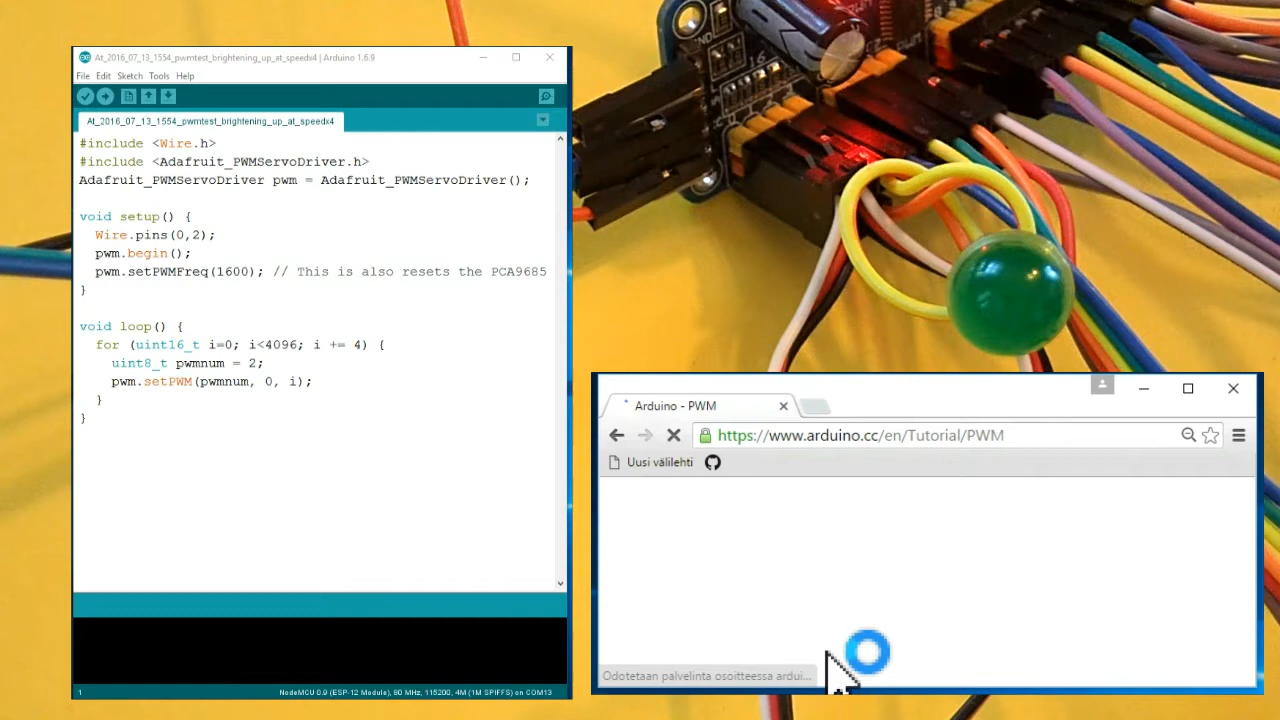 At_2016_07_13_1554_pwmtest_brightening_up_at_speedx4 | Arduino 1.6.9
File Edit Sketch Tools Help
At_2016_07_13_1554_pwmtest_brightening_up_at_speedx4
#include <Wire.h>
#include <Adafruit_PWMServoDriver.h>
Adafruit_PWMServoDriver pwm = Adafruit_PWMServoDriver();
void setup() {
Wire.pins(0,2);
pwm.begin();
pwm.setPWMFreq(1600); // This is also resets the PCA9685
}
void loop() {
for (uint16_t i=0; i<4096; i += 4) {
uint8_t pwmnum = 2;
pwm.setPWM(pwmnum, 0, i);
}
}
1
NodeMCU 0.9 (ESP-12 Module), 80 MHz, 115200, 4M (1M SPIFFS) on COM13
16
Arduino - PWM
https://www.arduino.cc/en/Tutorial/PWM
Uusi välilehti
Odotetaan palvelinta osoitteessa ardui...